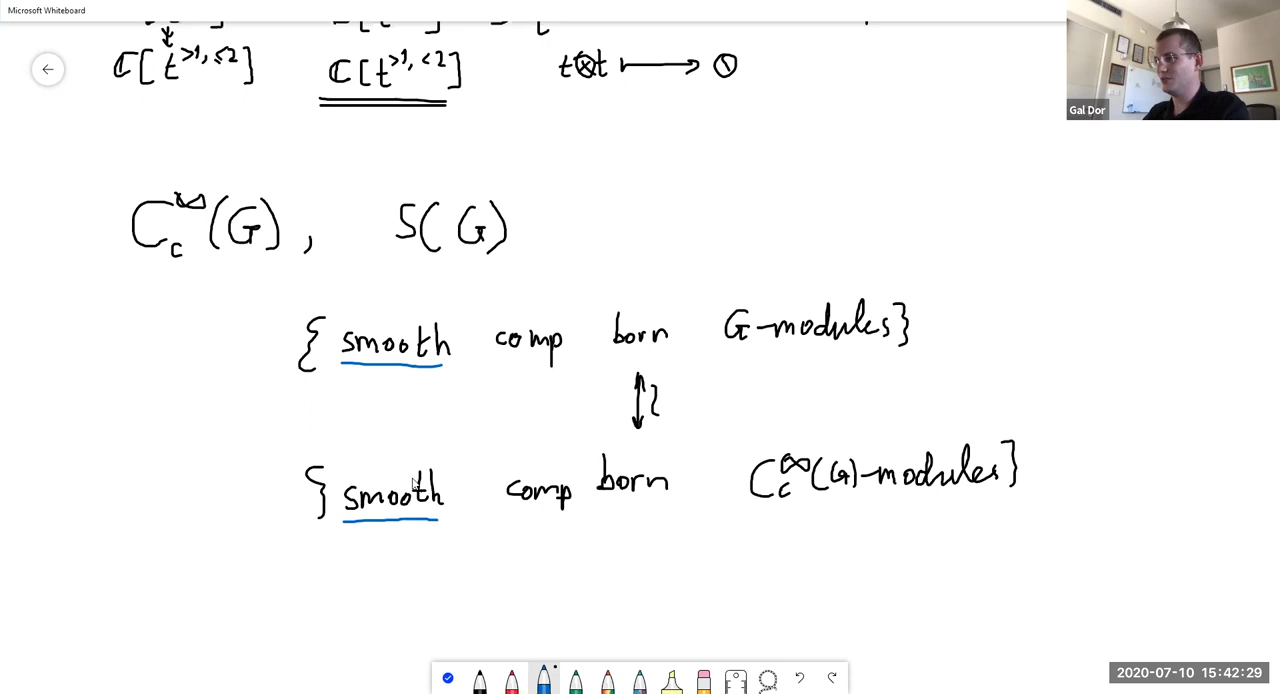 Microsoft Whiteboard
ℂ[t^{>1,≤2}] ℂ[t^{>1,<2}] t⊗t ⟼ 0
Gal Dor
C_c^∞(G), S(G)
{ smooth comp born G-modules}
↕≀
{ smooth comp born C_c^∞(G)-modules}
2020-07-10 15:42:29